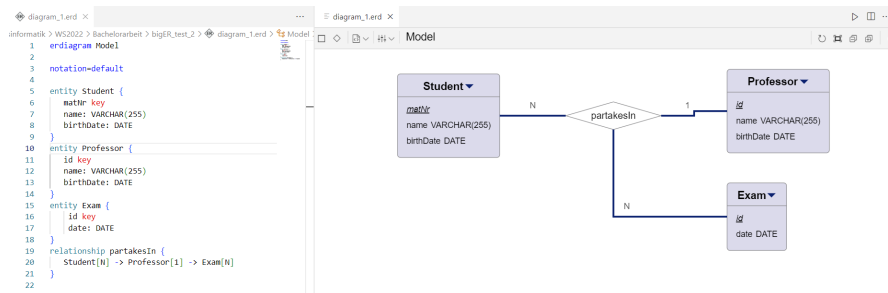 diagram_1.erd ×
...
informatik > WS2022 > Bachelorarbeit > bigER_test_2 > diagram_1.erd > Model
1 erdiagram Model
2
3 notation=default
4
5 entity Student {
6 matNr key
7 name: VARCHAR(255)
8 birthDate: DATE
9 }
10 entity Professor {
11 id key
12 name: VARCHAR(255)
13 birthDate: DATE
14 }
15 entity Exam {
16 id key
17 date: DATE
18 }
19 relationship partakesIn {
20 Student[N] -> Professor[1] -> Exam[N]
21 }
22
diagram_1.erd ×
Model
Student
matNr
name VARCHAR(255)
birthDate DATE
N
partakesIn
1
Professor
id
name VARCHAR(255)
birthDate DATE
N
Exam
id
date DATE